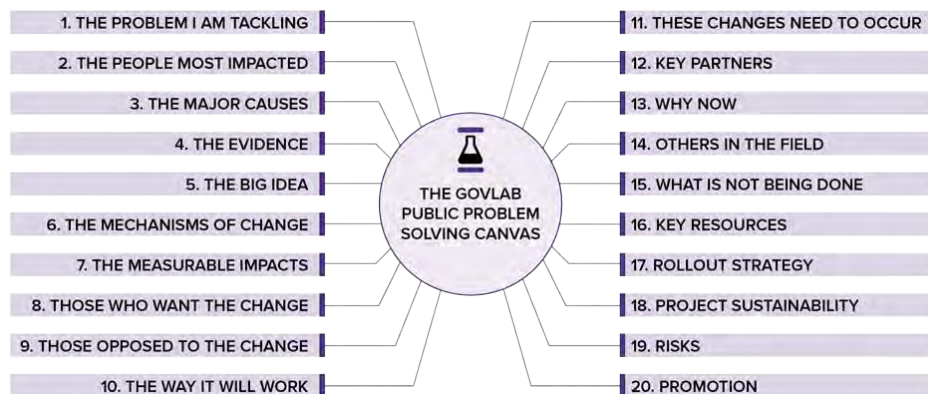 1. THE PROBLEM I AM TACKLING
2. THE PEOPLE MOST IMPACTED
3. THE MAJOR CAUSES
4. THE EVIDENCE
5. THE BIG IDEA
6. THE MECHANISMS OF CHANGE
7. THE MEASURABLE IMPACTS
8. THOSE WHO WANT THE CHANGE
9. THOSE OPPOSED TO THE CHANGE
10. THE WAY IT WILL WORK
THE GOVLAB
PUBLIC PROBLEM
SOLVING CANVAS
11. THESE CHANGES NEED TO OCCUR
12. KEY PARTNERS
13. WHY NOW
14. OTHERS IN THE FIELD
15. WHAT IS NOT BEING DONE
16. KEY RESOURCES
17. ROLLOUT STRATEGY
18. PROJECT SUSTAINABILITY
19. RISKS
20. PROMOTION